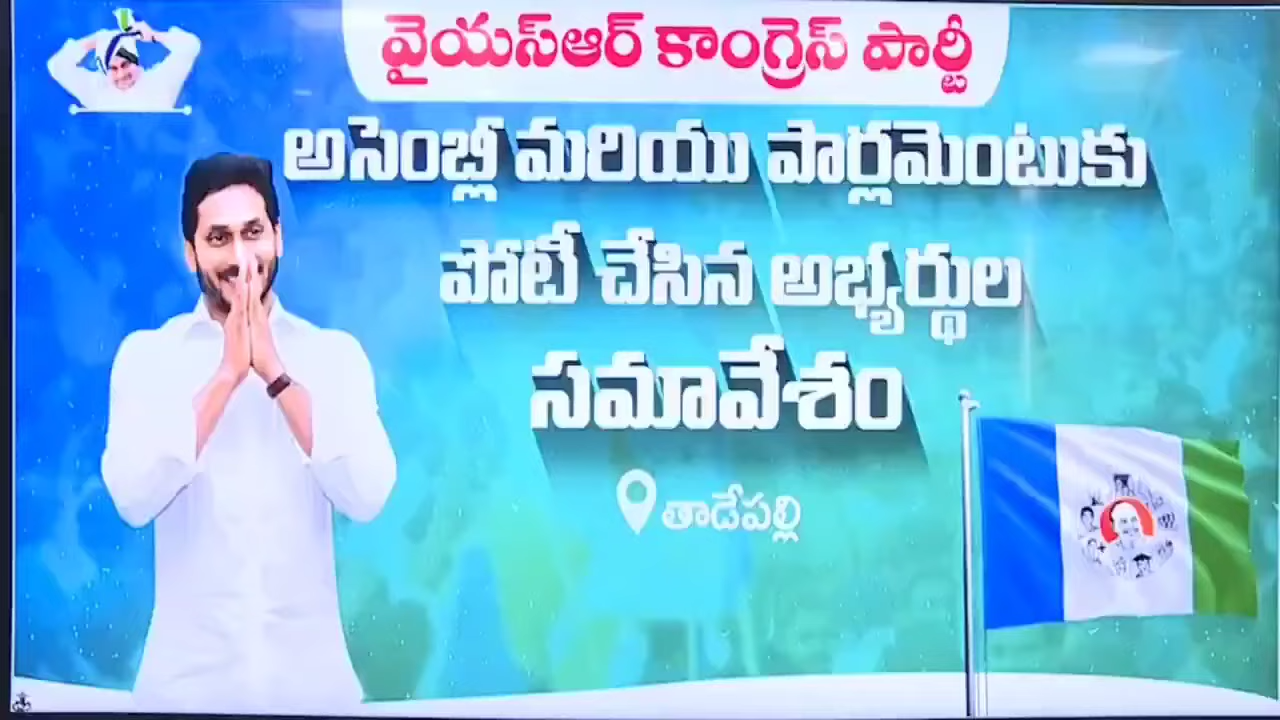 వైయస్ఆర్ కాంగ్రెస్ పార్టీ
అసెంబ్లీ మరియు పార్లమెంటుకు
పోటీ చేసిన అభ్యర్థుల
సమావేశం
తాడేపల్లి